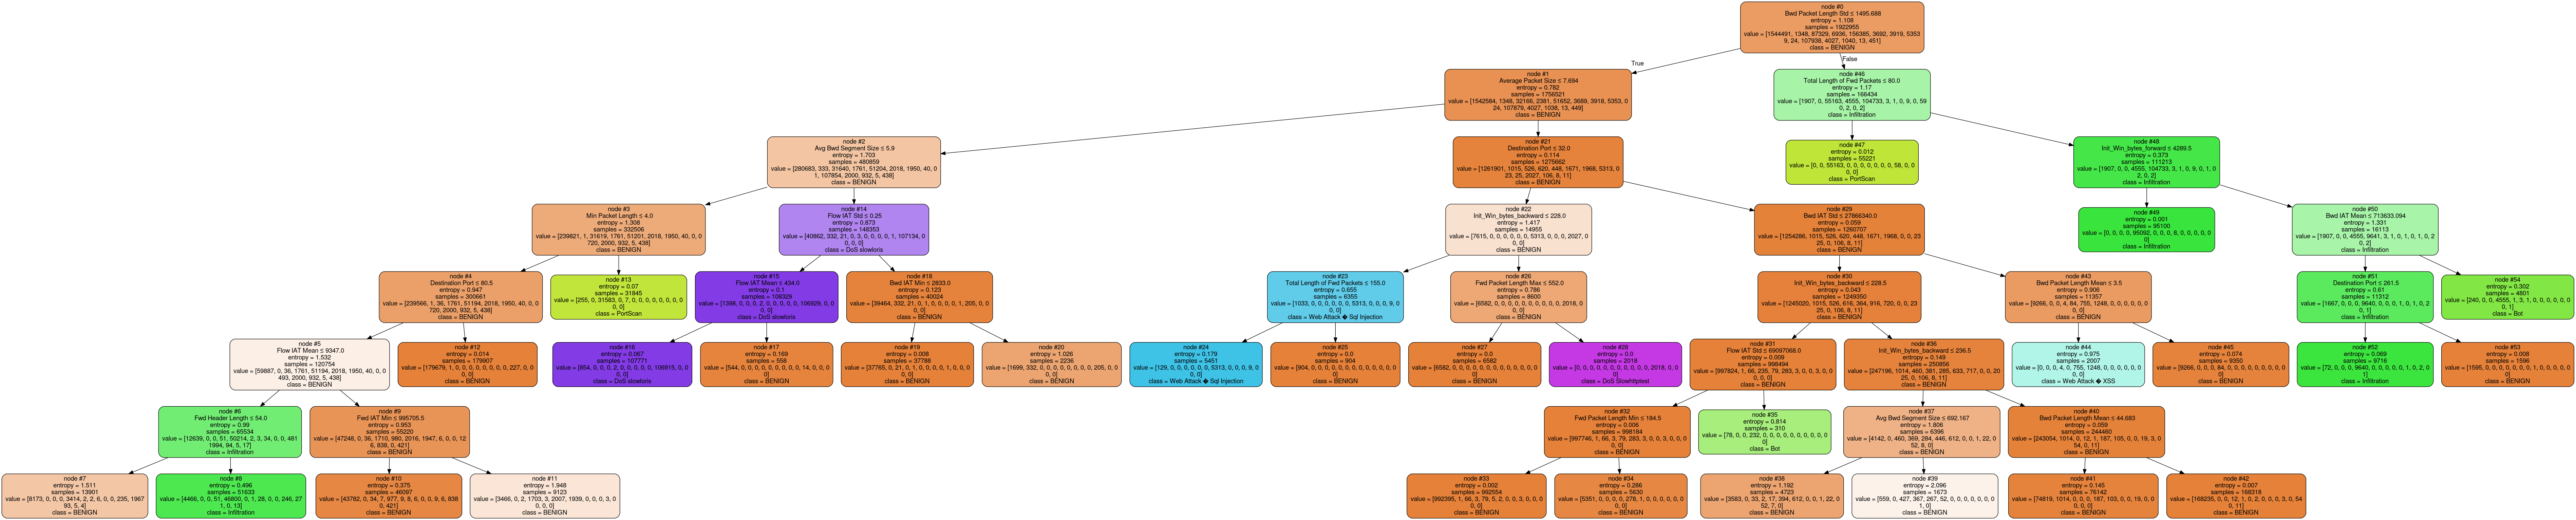 node #0
Bwd Packet Length Std ≤ 1495.688
entropy = 1.108
samples = 1922955
value = [1544491, 1348, 87329, 6936, 156385, 3692, 3919, 5353
9, 24, 107938, 4027, 1040, 13, 451]
class = BENIGN
True
False
node #1
Average Packet Size ≤ 7.694
entropy = 0.782
samples = 1756521
value = [1542584, 1348, 32166, 2381, 51652, 3689, 3918, 5353, 0
24, 107879, 4027, 1038, 13, 449]
class = BENIGN
node #46
Total Length of Fwd Packets ≤ 80.0
entropy = 1.17
samples = 166434
value = [1907, 0, 55163, 4555, 104733, 3, 1, 0, 9, 0, 59
0, 2, 0, 2]
class = Infiltration
node #2
Avg Bwd Segment Size ≤ 5.9
entropy = 1.703
samples = 480859
value = [280683, 333, 31640, 1761, 51204, 2018, 1950, 40, 0
1, 107854, 2000, 932, 5, 438]
class = BENIGN
node #21
Destination Port ≤ 32.0
entropy = 0.114
samples = 1275662
value = [1261901, 1015, 526, 620, 448, 1671, 1968, 5313, 0
23, 25, 2027, 106, 8, 11]
class = BENIGN
node #47
entropy = 0.012
samples = 55221
value = [0, 0, 55163, 0, 0, 0, 0, 0, 0, 0, 58, 0, 0
0, 0]
class = PortScan
node #48
Init_Win_bytes_forward ≤ 4289.5
entropy = 0.373
samples = 111213
value = [1907, 0, 0, 4555, 104733, 3, 1, 0, 9, 0, 1, 0
2, 0, 2]
class = Infiltration
node #3
Min Packet Length ≤ 4.0
entropy = 1.308
samples = 332506
value = [239821, 1, 31619, 1761, 51201, 2018, 1950, 40, 0, 0
720, 2000, 932, 5, 438]
class = BENIGN
node #14
Flow IAT Std ≤ 0.25
entropy = 0.873
samples = 148353
value = [40862, 332, 21, 0, 3, 0, 0, 0, 0, 1, 107134, 0
0, 0, 0]
class = DoS slowloris
node #22
Init_Win_bytes_backward ≤ 228.0
entropy = 1.417
samples = 14955
value = [7615, 0, 0, 0, 0, 0, 0, 5313, 0, 0, 0, 2027, 0
0, 0]
class = BENIGN
node #29
Bwd IAT Std ≤ 27866340.0
entropy = 0.059
samples = 1260707
value = [1254286, 1015, 526, 620, 448, 1671, 1968, 0, 0, 23
25, 0, 106, 8, 11]
class = BENIGN
node #49
entropy = 0.001
samples = 95100
value = [0, 0, 0, 0, 95092, 0, 0, 0, 8, 0, 0, 0, 0, 0
0]
class = Infiltration
node #50
Bwd IAT Mean ≤ 713633.094
entropy = 1.331
samples = 16113
value = [1907, 0, 0, 4555, 9641, 3, 1, 0, 1, 0, 1, 0, 2
0, 2]
class = Infiltration
node #4
Destination Port ≤ 80.5
entropy = 0.947
samples = 300661
value = [239566, 1, 36, 1761, 51194, 2018, 1950, 40, 0, 0
720, 2000, 932, 5, 438]
class = BENIGN
node #13
entropy = 0.07
samples = 31845
value = [255, 0, 31583, 0, 7, 0, 0, 0, 0, 0, 0, 0, 0
0, 0]
class = PortScan
node #15
Flow IAT Mean ≤ 434.0
entropy = 0.1
samples = 108329
value = [1398, 0, 0, 0, 2, 0, 0, 0, 0, 0, 106929, 0, 0
0, 0]
class = DoS slowloris
node #18
Bwd IAT Min ≤ 2833.0
entropy = 0.123
samples = 40024
value = [39464, 332, 21, 0, 1, 0, 0, 0, 0, 1, 205, 0, 0
0, 0]
class = BENIGN
node #23
Total Length of Fwd Packets ≤ 155.0
entropy = 0.655
samples = 6355
value = [1033, 0, 0, 0, 0, 0, 0, 5313, 0, 0, 0, 9, 0
0, 0]
class = Web Attack � Sql Injection
node #26
Fwd Packet Length Max ≤ 552.0
entropy = 0.786
samples = 8600
value = [6582, 0, 0, 0, 0, 0, 0, 0, 0, 0, 0, 2018, 0
0, 0]
class = BENIGN
node #30
Init_Win_bytes_backward ≤ 228.5
entropy = 0.043
samples = 1249350
value = [1245020, 1015, 526, 616, 364, 916, 720, 0, 0, 23
25, 0, 106, 8, 11]
class = BENIGN
node #43
Bwd Packet Length Mean ≤ 3.5
entropy = 0.906
samples = 11357
value = [9266, 0, 0, 4, 84, 755, 1248, 0, 0, 0, 0, 0, 0
0, 0]
class = BENIGN
node #51
Destination Port ≤ 261.5
entropy = 0.61
samples = 11312
value = [1667, 0, 0, 0, 9640, 0, 0, 0, 1, 0, 1, 0, 2
0, 1]
class = Infiltration
node #54
entropy = 0.302
samples = 4801
value = [240, 0, 0, 4555, 1, 3, 1, 0, 0, 0, 0, 0, 0
0, 1]
class = Bot
node #5
Flow IAT Mean ≤ 9347.0
entropy = 1.532
samples = 120754
value = [59887, 0, 36, 1761, 51194, 2018, 1950, 40, 0, 0
493, 2000, 932, 5, 438]
class = BENIGN
node #12
entropy = 0.014
samples = 179907
value = [179679, 1, 0, 0, 0, 0, 0, 0, 0, 0, 227, 0, 0
0, 0]
class = BENIGN
node #16
entropy = 0.067
samples = 107771
value = [854, 0, 0, 0, 2, 0, 0, 0, 0, 0, 106915, 0, 0
0, 0]
class = DoS slowloris
node #17
entropy = 0.169
samples = 558
value = [544, 0, 0, 0, 0, 0, 0, 0, 0, 0, 14, 0, 0
0, 0]
class = BENIGN
node #19
entropy = 0.008
samples = 37788
value = [37765, 0, 21, 0, 1, 0, 0, 0, 0, 1, 0, 0, 0
0, 0]
class = BENIGN
node #20
entropy = 1.026
samples = 2236
value = [1699, 332, 0, 0, 0, 0, 0, 0, 0, 0, 205, 0, 0
0, 0]
class = BENIGN
node #24
entropy = 0.179
samples = 5451
value = [129, 0, 0, 0, 0, 0, 0, 5313, 0, 0, 0, 9, 0
0, 0]
class = Web Attack � Sql Injection
node #25
entropy = 0.0
samples = 904
value = [904, 0, 0, 0, 0, 0, 0, 0, 0, 0, 0, 0, 0
0, 0]
class = BENIGN
node #27
entropy = 0.0
samples = 6582
value = [6582, 0, 0, 0, 0, 0, 0, 0, 0, 0, 0, 0, 0
0, 0]
class = BENIGN
node #28
entropy = 0.0
samples = 2018
value = [0, 0, 0, 0, 0, 0, 0, 0, 0, 0, 0, 2018, 0, 0
0]
class = DoS Slowhttptest
node #31
Flow IAT Std ≤ 69097068.0
entropy = 0.009
samples = 998494
value = [997824, 1, 66, 235, 79, 283, 3, 0, 0, 3, 0, 0
0, 0, 0]
class = BENIGN
node #36
Init_Win_bytes_backward ≤ 236.5
entropy = 0.149
samples = 250856
value = [247196, 1014, 460, 381, 285, 633, 717, 0, 0, 20
25, 0, 106, 8, 11]
class = BENIGN
node #44
entropy = 0.975
samples = 2007
value = [0, 0, 0, 4, 0, 755, 1248, 0, 0, 0, 0, 0, 0
0, 0]
class = Web Attack � XSS
node #45
entropy = 0.074
samples = 9350
value = [9266, 0, 0, 0, 84, 0, 0, 0, 0, 0, 0, 0, 0
0, 0]
class = BENIGN
node #52
entropy = 0.069
samples = 9716
value = [72, 0, 0, 0, 9640, 0, 0, 0, 0, 0, 1, 0, 2, 0
1]
class = Infiltration
node #53
entropy = 0.008
samples = 1596
value = [1595, 0, 0, 0, 0, 0, 0, 0, 1, 0, 0, 0, 0, 0
0]
class = BENIGN
node #6
Fwd Header Length ≤ 54.0
entropy = 0.99
samples = 65534
value = [12639, 0, 0, 51, 50214, 2, 3, 34, 0, 0, 481
1994, 94, 5, 17]
class = Infiltration
node #9
Fwd IAT Min ≤ 995705.5
entropy = 0.953
samples = 55220
value = [47248, 0, 36, 1710, 980, 2016, 1947, 6, 0, 0, 12
6, 838, 0, 421]
class = BENIGN
node #32
Fwd Packet Length Min ≤ 184.5
entropy = 0.006
samples = 998184
value = [997746, 1, 66, 3, 79, 283, 3, 0, 0, 3, 0, 0, 0
0, 0]
class = BENIGN
node #35
entropy = 0.814
samples = 310
value = [78, 0, 0, 232, 0, 0, 0, 0, 0, 0, 0, 0, 0, 0
0]
class = Bot
node #37
Avg Bwd Segment Size ≤ 692.167
entropy = 1.806
samples = 6396
value = [4142, 0, 460, 369, 284, 446, 612, 0, 0, 1, 22, 0
52, 8, 0]
class = BENIGN
node #40
Bwd Packet Length Mean ≤ 44.683
entropy = 0.059
samples = 244460
value = [243054, 1014, 0, 12, 1, 187, 105, 0, 0, 19, 3, 0
54, 0, 11]
class = BENIGN
node #7
entropy = 1.511
samples = 13901
value = [8173, 0, 0, 0, 3414, 2, 2, 6, 0, 0, 235, 1967
93, 5, 4]
class = BENIGN
node #8
entropy = 0.496
samples = 51633
value = [4466, 0, 0, 51, 46800, 0, 1, 28, 0, 0, 246, 27
1, 0, 13]
class = Infiltration
node #10
entropy = 0.375
samples = 46097
value = [43782, 0, 34, 7, 977, 9, 8, 6, 0, 0, 9, 6, 838
0, 421]
class = BENIGN
node #11
entropy = 1.948
samples = 9123
value = [3466, 0, 2, 1703, 3, 2007, 1939, 0, 0, 0, 3, 0
0, 0, 0]
class = BENIGN
node #33
entropy = 0.002
samples = 992554
value = [992395, 1, 66, 3, 79, 5, 2, 0, 0, 3, 0, 0, 0
0, 0]
class = BENIGN
node #34
entropy = 0.286
samples = 5630
value = [5351, 0, 0, 0, 0, 278, 1, 0, 0, 0, 0, 0, 0
0, 0]
class = BENIGN
node #38
entropy = 1.192
samples = 4723
value = [3583, 0, 33, 2, 17, 394, 612, 0, 0, 1, 22, 0
52, 7, 0]
class = BENIGN
node #39
entropy = 2.096
samples = 1673
value = [559, 0, 427, 367, 267, 52, 0, 0, 0, 0, 0, 0, 0
1, 0]
class = BENIGN
node #41
entropy = 0.145
samples = 76142
value = [74819, 1014, 0, 0, 0, 187, 103, 0, 0, 19, 0, 0
0, 0, 0]
class = BENIGN
node #42
entropy = 0.007
samples = 168318
value = [168235, 0, 0, 12, 1, 0, 2, 0, 0, 0, 3, 0, 54
0, 11]
class = BENIGN